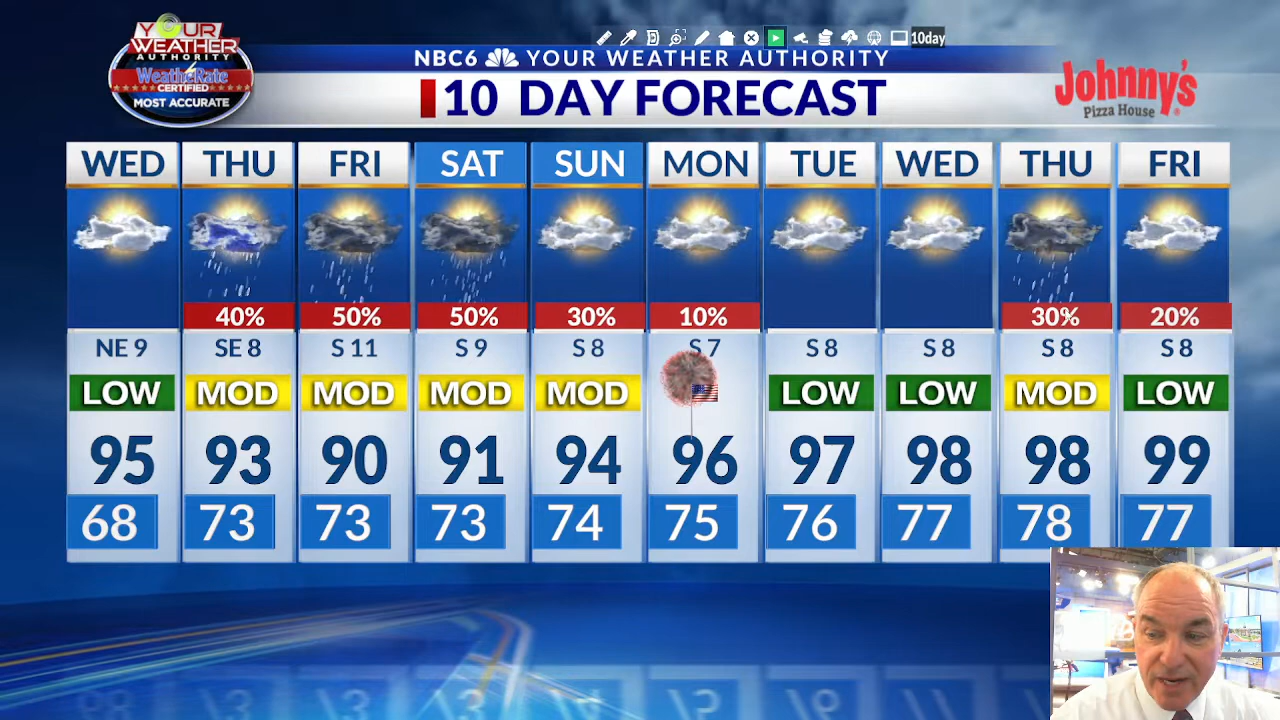 YOUR
WEATHER
AUTHORITY
WeatheRate
CERTIFIED
MOST ACCURATE
10day
NBC6 YOUR WEATHER AUTHORITY
10 DAY FORECAST
Johnny's
Pizza House
WED THU FRI SAT SUN MON TUE WED THU FRI
40% 50% 50% 30% 10% 30% 20%
NE 9 SE 8 S 11 S 9 S 8 S 7 S 8 S 8 S 8 S 8
LOW MOD MOD MOD MOD LOW LOW MOD LOW
95 93 90 91 94 96 97 98 98 99
68 73 73 73 74 75 76 77 78 77